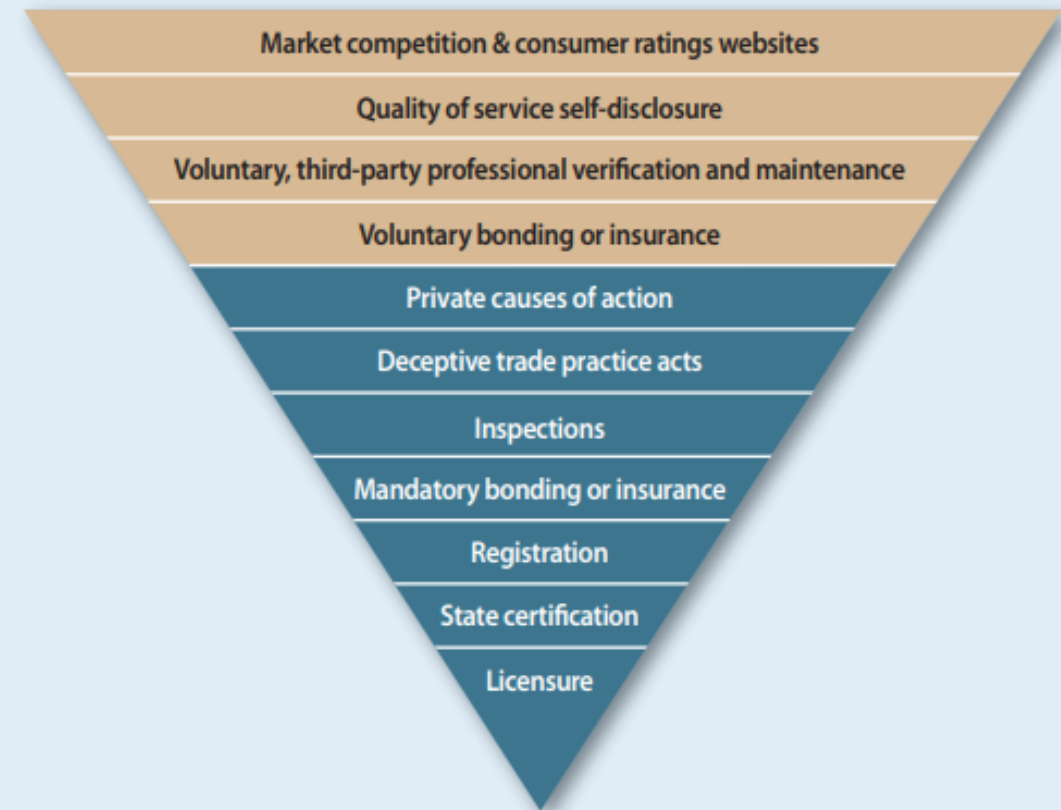 Market competition & consumer ratings websites
Quality of service self-disclosure
Voluntary, third-party professional verification and maintenance
Voluntary bonding or insurance
Private causes of action
Deceptive trade practice acts
Inspections
Mandatory bonding or insurance
Registration
State certification
Licensure